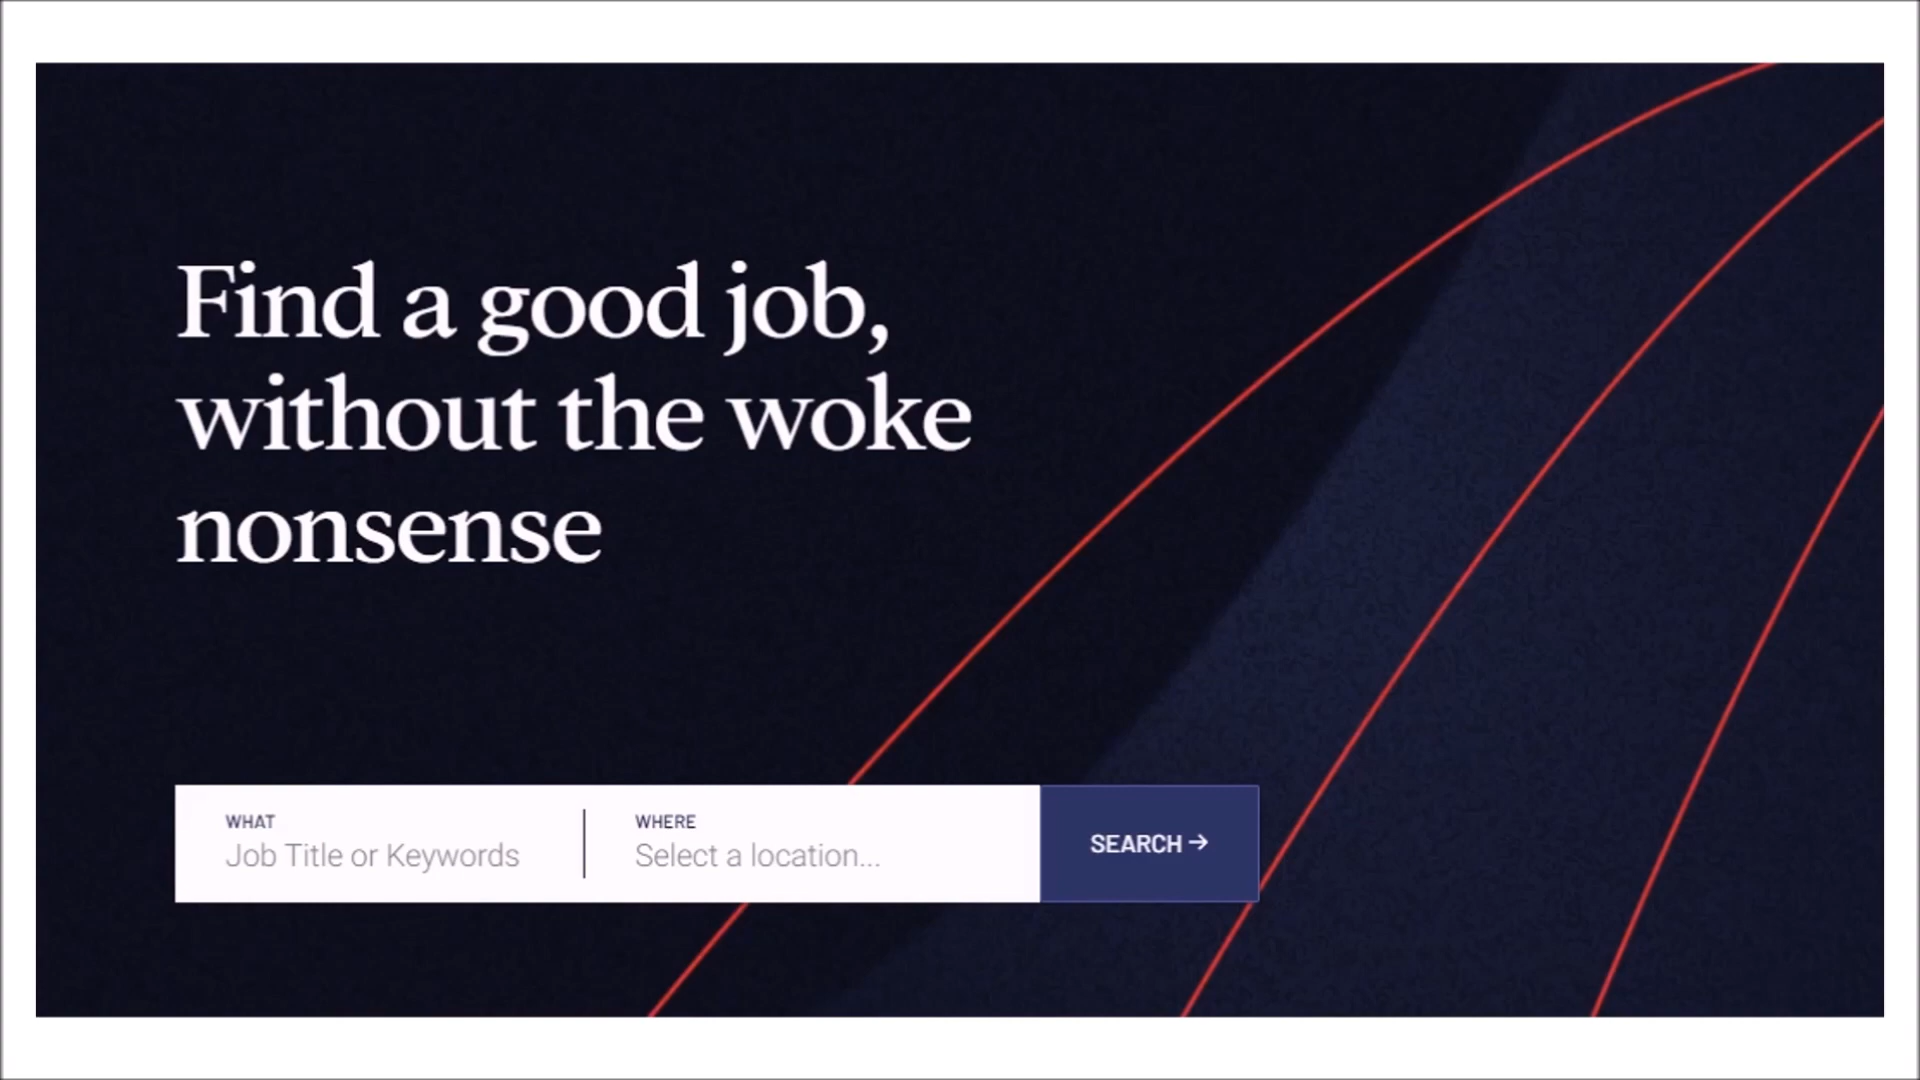 Find a good job,
without the woke
nonsense
WHAT
Job Title or Keywords
WHERE
Select a location...
SEARCH →